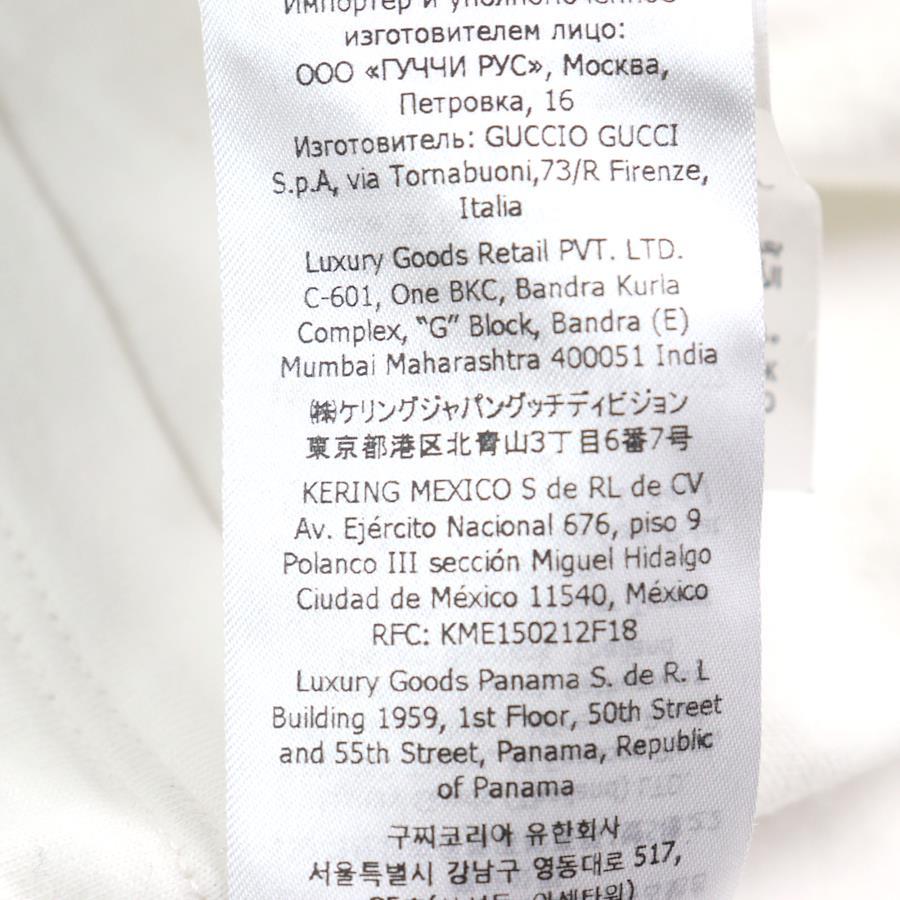 Импортер и уполномоченное
изготовителем лицо:
ООО «ГУЧЧИ РУС», Москва,
Петровка, 16
Изготовитель: GUCCIO GUCCI
S.p.A, via Tornabuoni,73/R Firenze,
Italia
Luxury Goods Retail PVT. LTD.
C-601, One BKC, Bandra Kurla
Complex, “G” Block, Bandra (E)
Mumbai Maharashtra 400051 India
㈱ケリングジャパングッチディビジョン
東京都港区北青山3丁目6番7号
KERING MEXICO S de RL de CV
Av. Ejército Nacional 676, piso 9
Polanco III sección Miguel Hidalgo
Ciudad de México 11540, México
RFC: KME150212F18
Luxury Goods Panama S. de R. L
Building 1959, 1st Floor, 50th Street
and 55th Street, Panama, Republic
of Panama
구찌코리아 유한회사
서울특별시 강남구 영동대로 517,